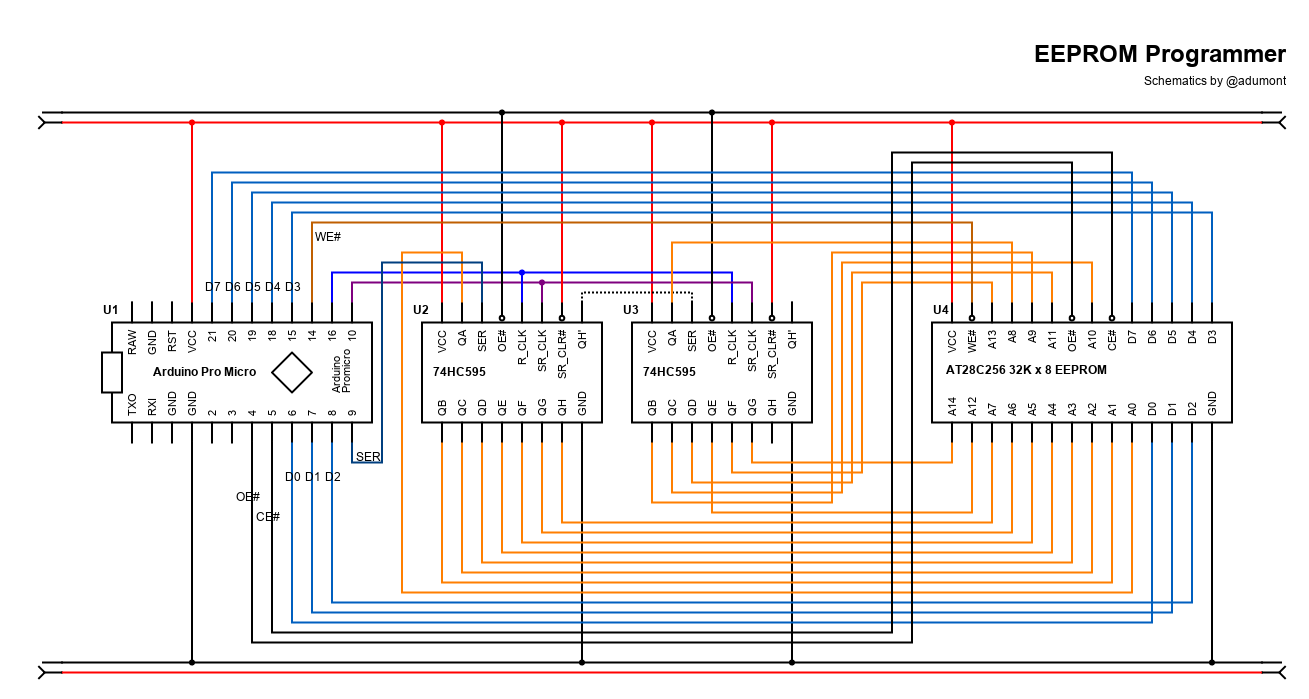 EEPROM Programmer
Schematics by @adumont
WE#
D7 D6 D5 D4 D3
U1
U2
U3
U4
RAW GND RST VCC 21 20 19 18 15 14 16 10
VCC QA SER OE# R_CLK SR_CLK SR_CLR# QH'
VCC QA SER OE# R_CLK SR_CLK SR_CLR# QH'
VCC WE# A13 A8 A9 A11 OE# A10 CE# D7 D6 D5 D4 D3
Arduino Pro Micro
Arduino
Promicro
74HC595
74HC595
AT28C256 32K x 8 EEPROM
TXO RXI GND GND 2 3 4 5 6 7 8 9
QB QC QD QE QF QG QH GND
QB QC QD QE QF QG QH GND
A14 A12 A7 A6 A5 A4 A3 A2 A1 A0 D0 D1 D2 GND
SER
D0 D1 D2
OE#
CE#